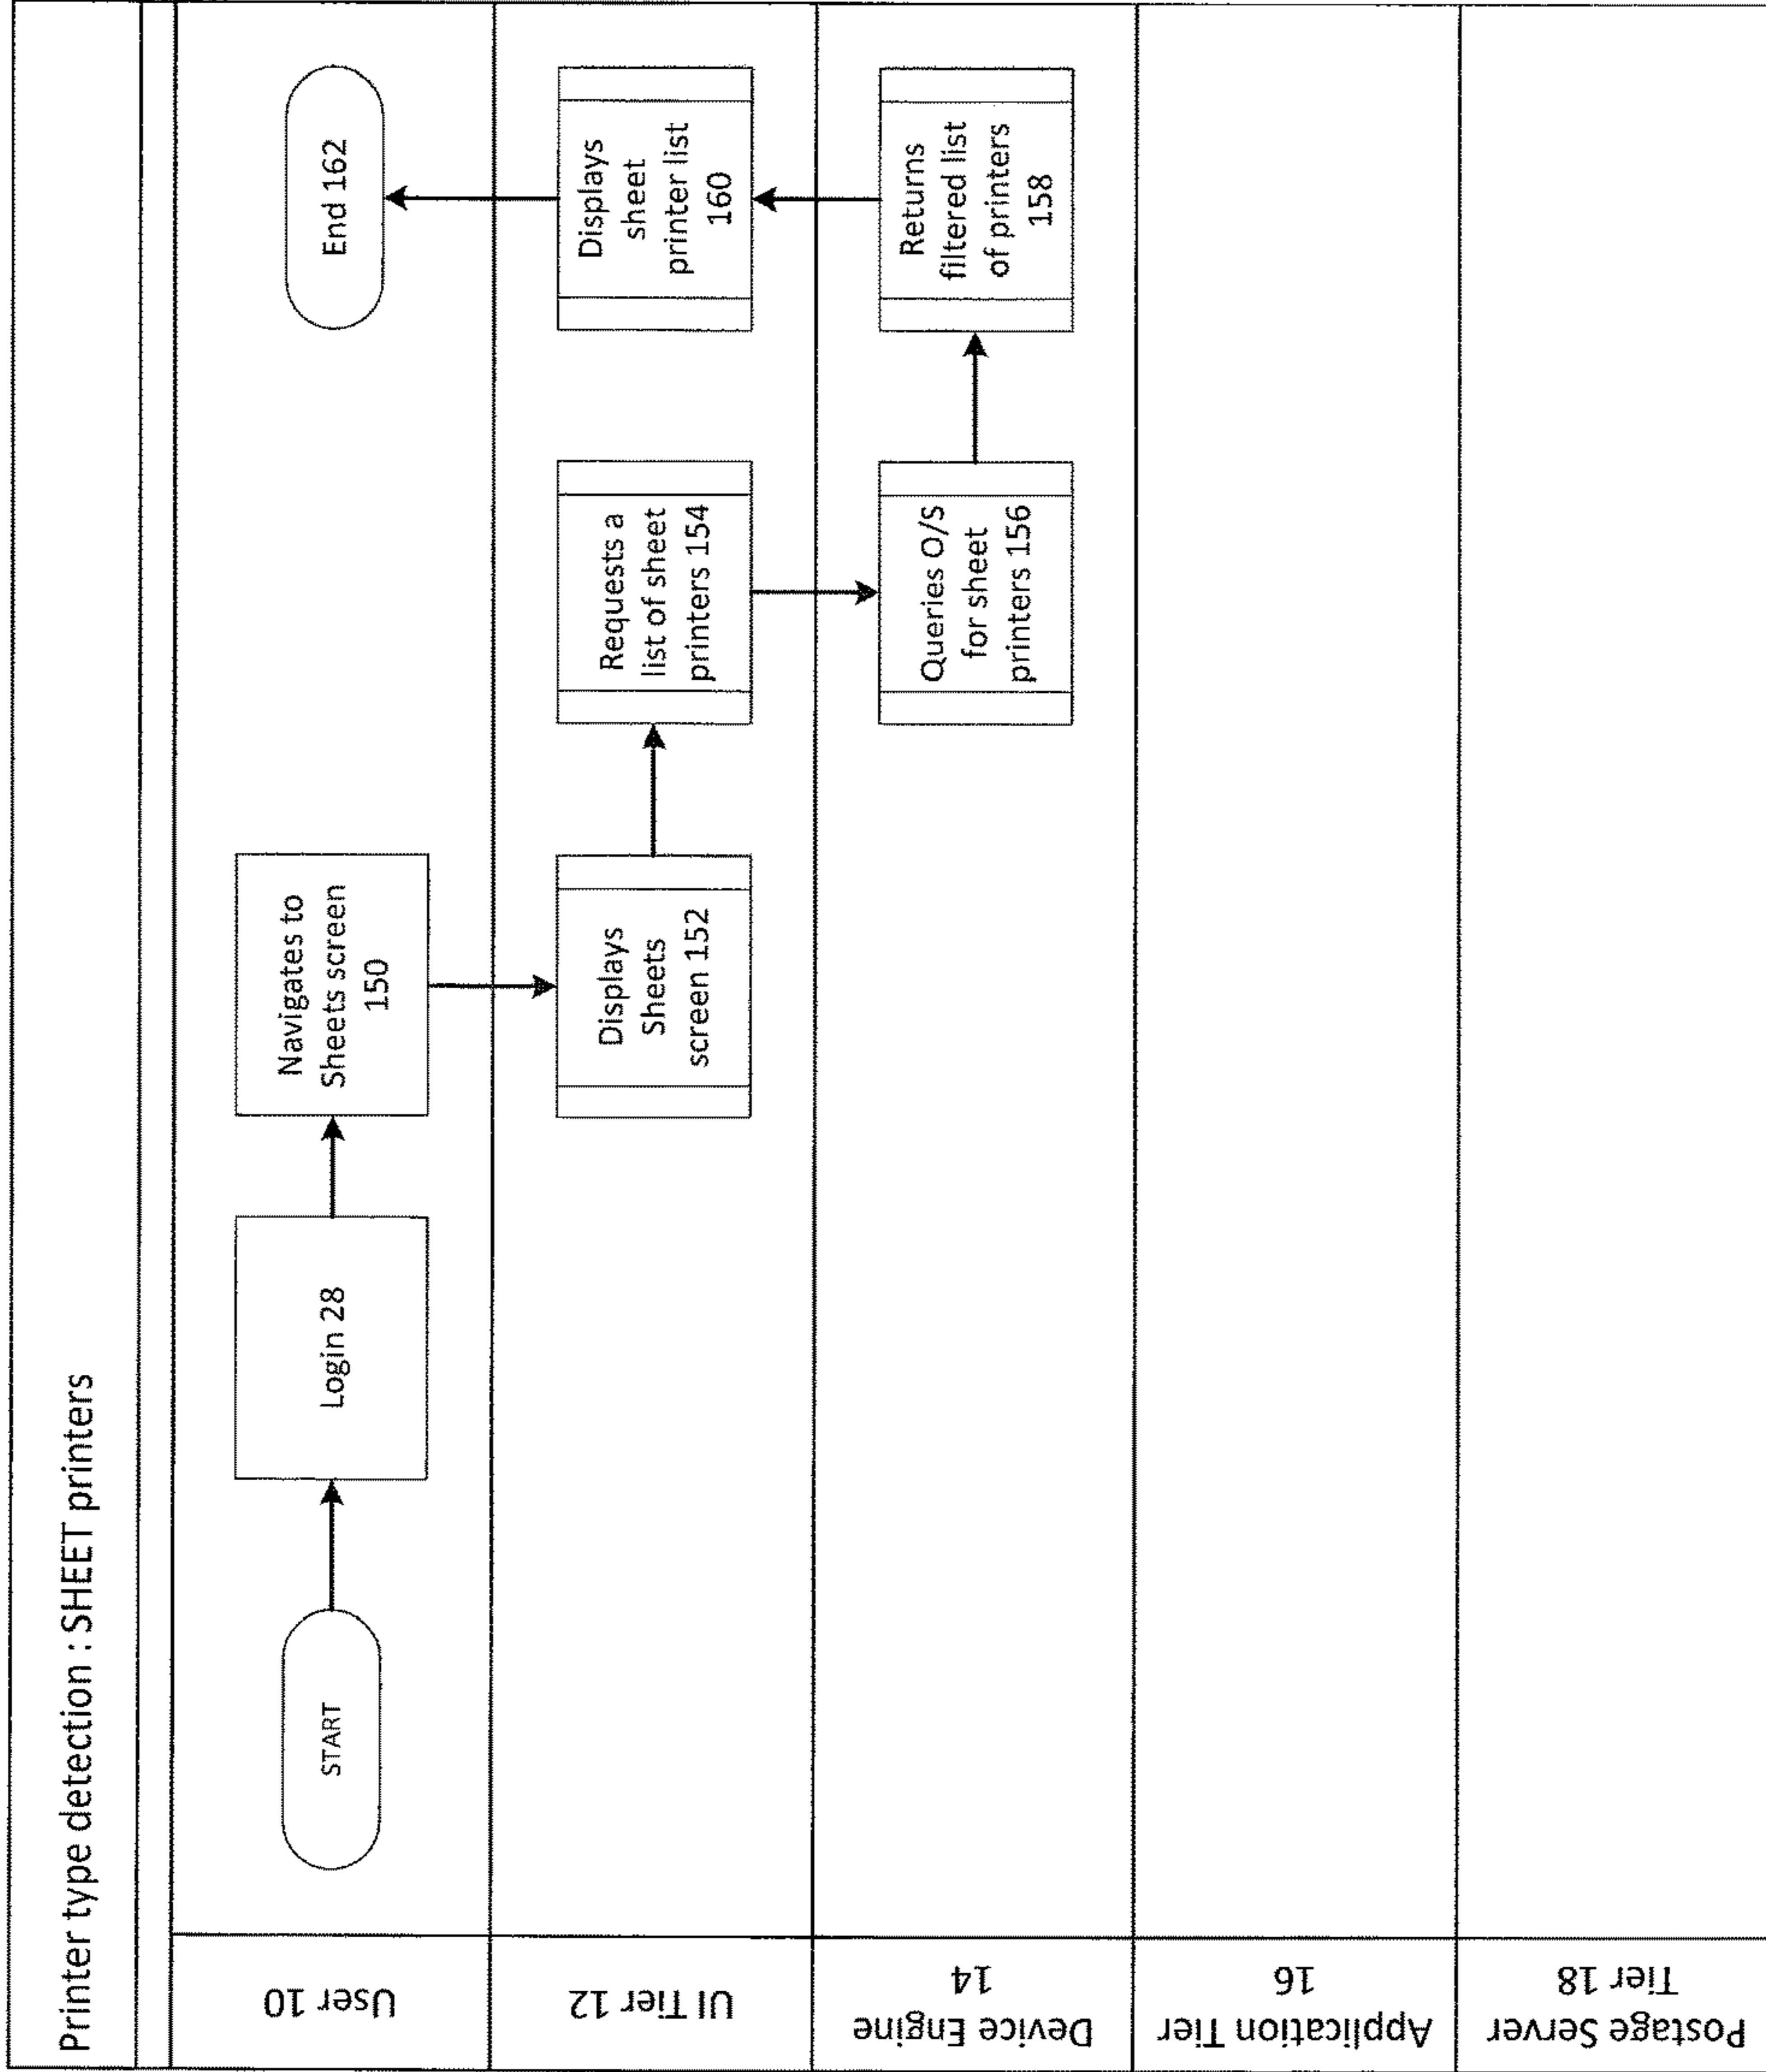 Printer type detection : SHEET printers
User 10
START
Login 28
Navigates to
Sheets screen
150
End 162
UI Tier 12
Displays
Sheets
screen 152
Requests a
list of sheet
printers 154
Displays
sheet
printer list
160
Device Engine
14
Queries O/S
for sheet
printers 156
Returns
filtered list
of printers
158
Application Tier
16
Postage Server
Tier 18